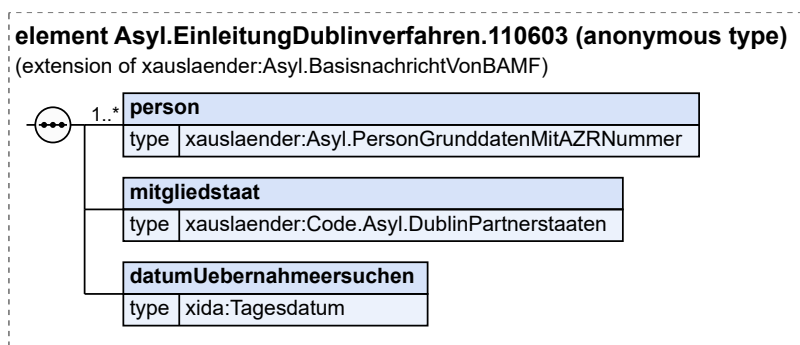 element Asyl.EinleitungDublinverfahren.110603 (anonymous type)
(extension of xauslaender:Asyl.BasisnachrichtVonBAMF)
1..* person
type xauslaender:Asyl.PersonGrunddatenMitAZRNummer
mitgliedstaat
type xauslaender:Code.Asyl.DublinPartnerstaaten
datumUebernahmeersuchen
type xida:Tagesdatum